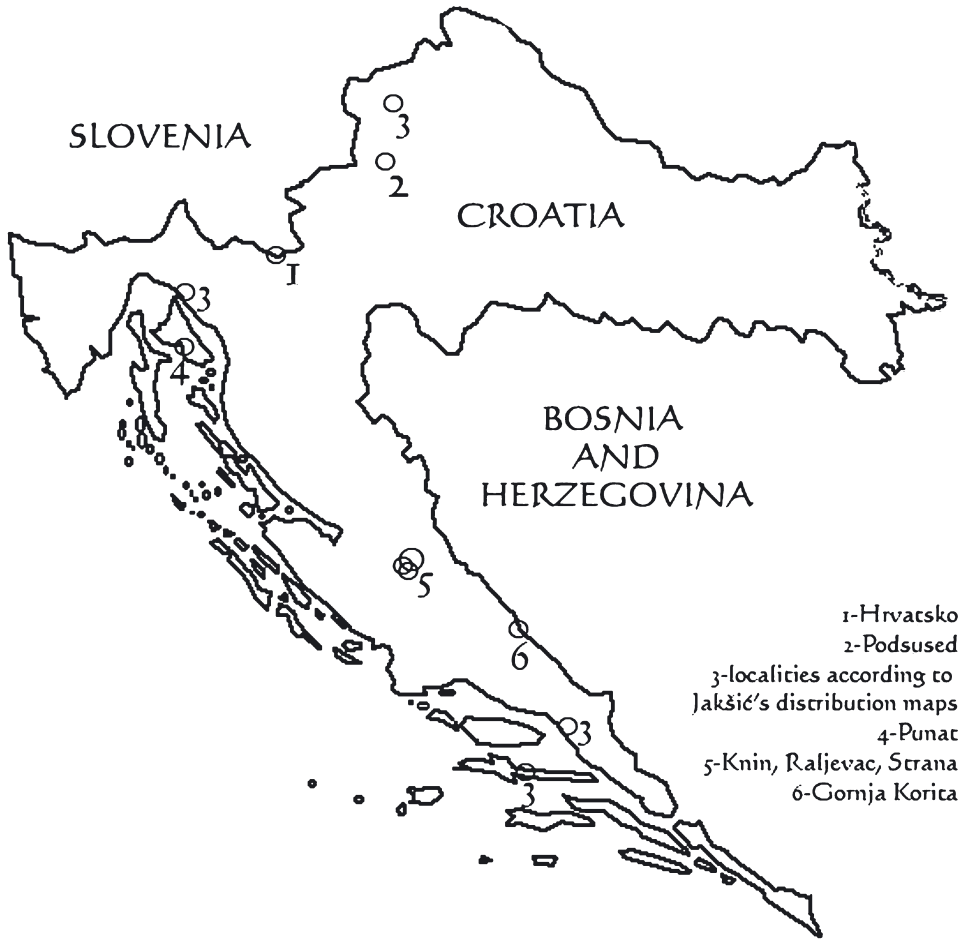 3
SLOVENIA
2
CROATIA
1
3
4
BOSNIA
AND
HERZEGOVINA
5
1-Hrvatsko
6
2-Podsused
3-localities according to
Jakšić's distribution maps
3
4-Punat
5-Knin, Raljevac, Strana
3
6-Gornja Korita